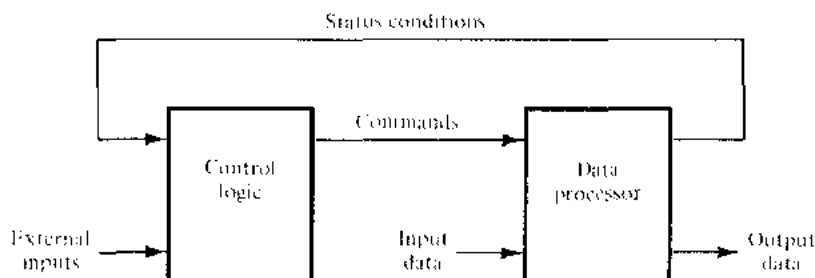 Status conditions
Commands
Control
logic
Data
processor
External
inputs
Input
data
Output
data